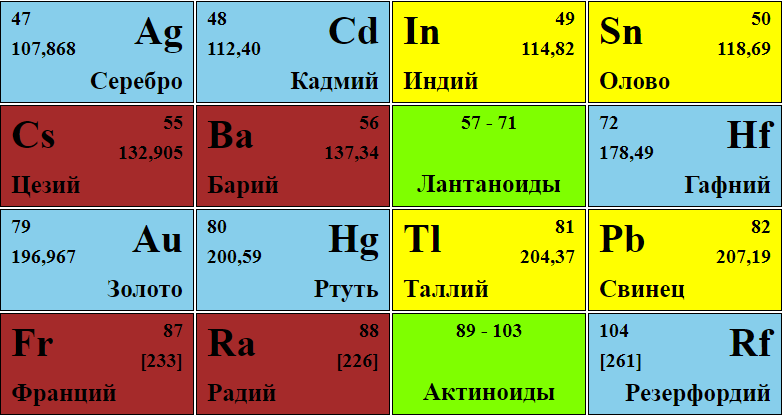 47 Ag
107,868
Серебро
48 Cd
112,40
Кадмий
In 49
114,82
Индий
Sn 50
118,69
Олово
Cs 55
132,905
Цезий
Ba 56
137,34
Барий
57 - 71
Лантаноиды
72 Hf
178,49
Гафний
79 Au
196,967
Золото
80 Hg
200,59
Ртуть
Tl 81
204,37
Таллий
Pb 82
207,19
Свинец
Fr 87
[233]
Франций
Ra 88
[226]
Радий
89 - 103
Актиноиды
104 Rf
[261]
Резерфордий